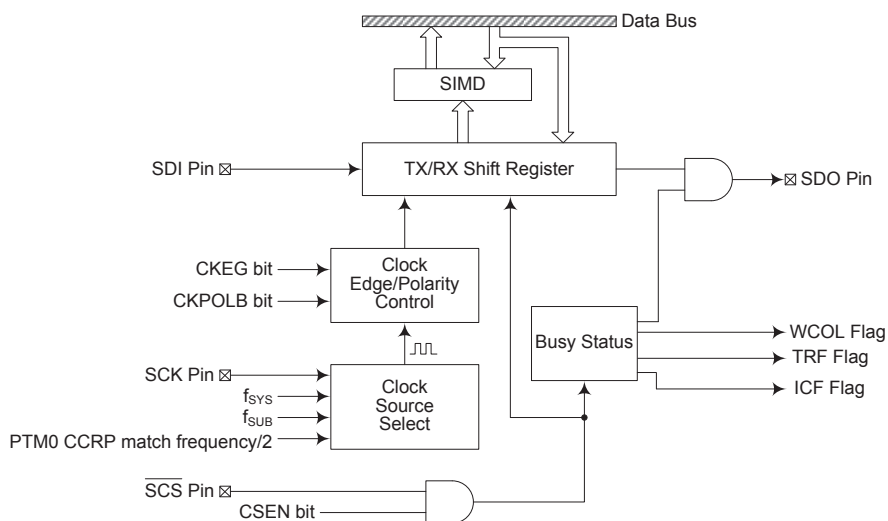 Data Bus
SIMD
SDI Pin
TX/RX Shift Register
SDO Pin
CKEG bit
CKPOLB bit
Clock
Edge/Polarity
Control
Busy Status
WCOL Flag
TRF Flag
ICF Flag
SCK Pin
fSYS
fSUB
PTM0 CCRP match frequency/2
Clock
Source
Select
SCS Pin
CSEN bit